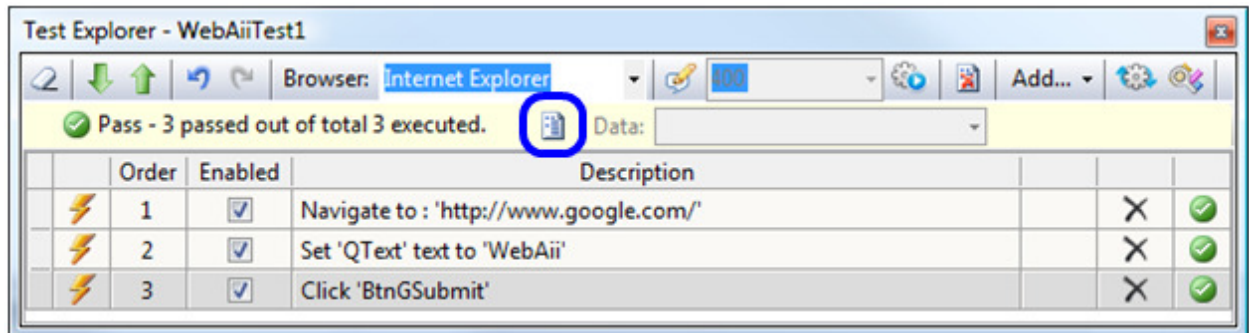 Test Explorer - WebAiiTest1
Browser: Internet Explorer 400 Add...
Pass - 3 passed out of total 3 executed. Data:
Order Enabled Description
1 Navigate to : 'http://www.google.com/'
2 Set 'QText' text to 'WebAii'
3 Click 'BtnGSubmit'